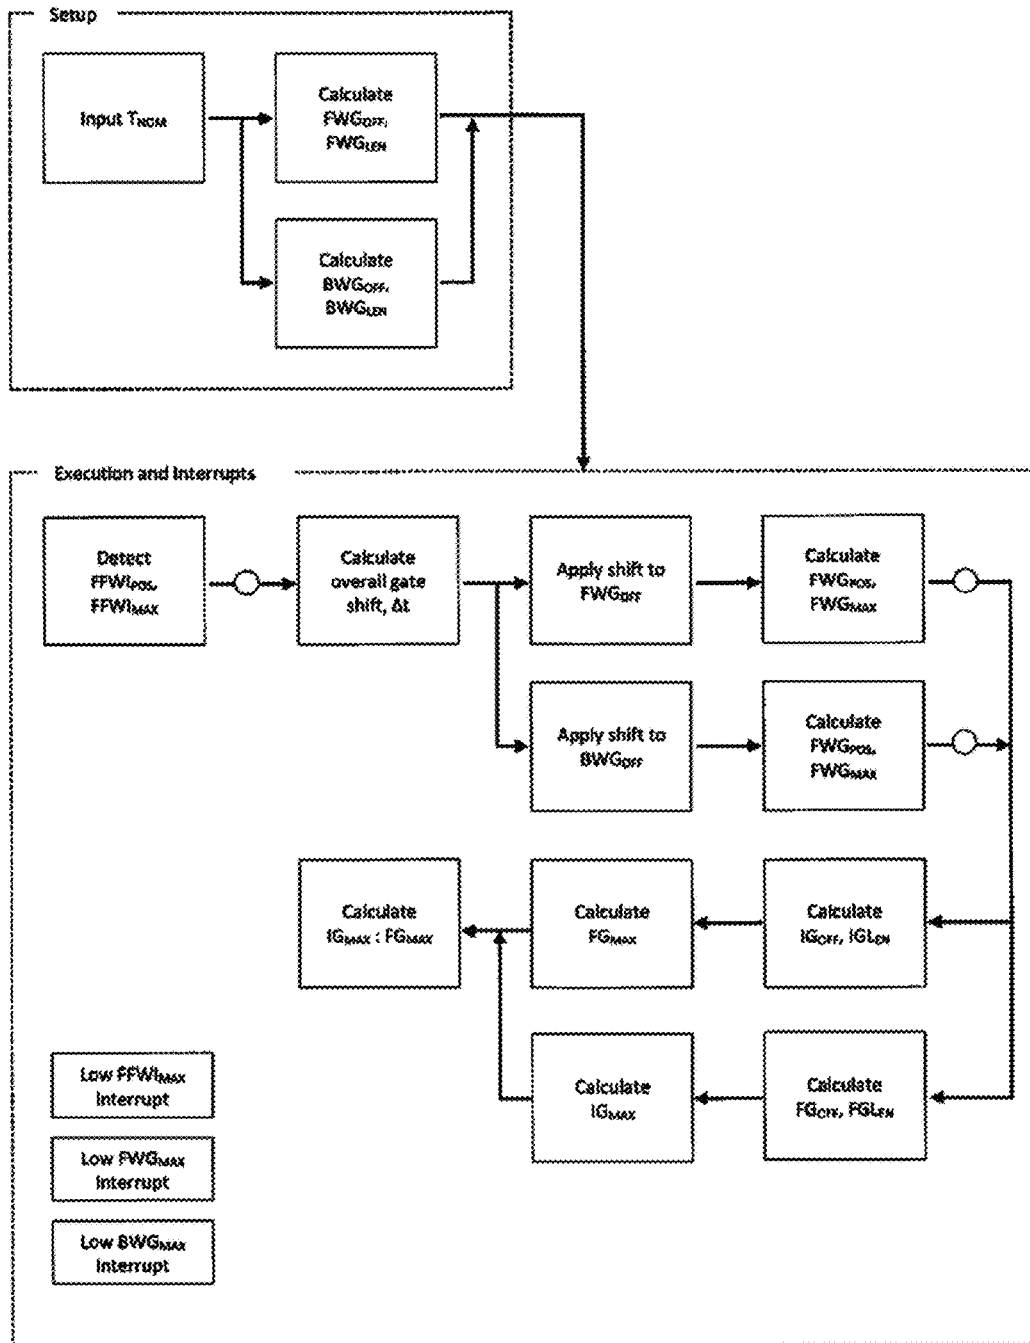 Setup
Input TNOM
Calculate
FWGOFF,
FWGLEN
Calculate
BWGOFF,
BWGLEN
Execution and Interrupts
Detect
FFWIPOS,
FFWIMAX
Calculate
overall gate
shift, Δt
Apply shift to
FWGOFF
Calculate
FWGPOS,
FWGMAX
Apply shift to
BWGOFF
Calculate
FWGPOS,
FWGMAX
Calculate
IGMAX : FGMAX
Calculate
FGMAX
Calculate
IGOFF, IGLEN
Calculate
IGMAX
Calculate
FGOFF, FGLEN
Low FFWIMAX
Interrupt
Low FWGMAX
Interrupt
Low BWGMAX
Interrupt